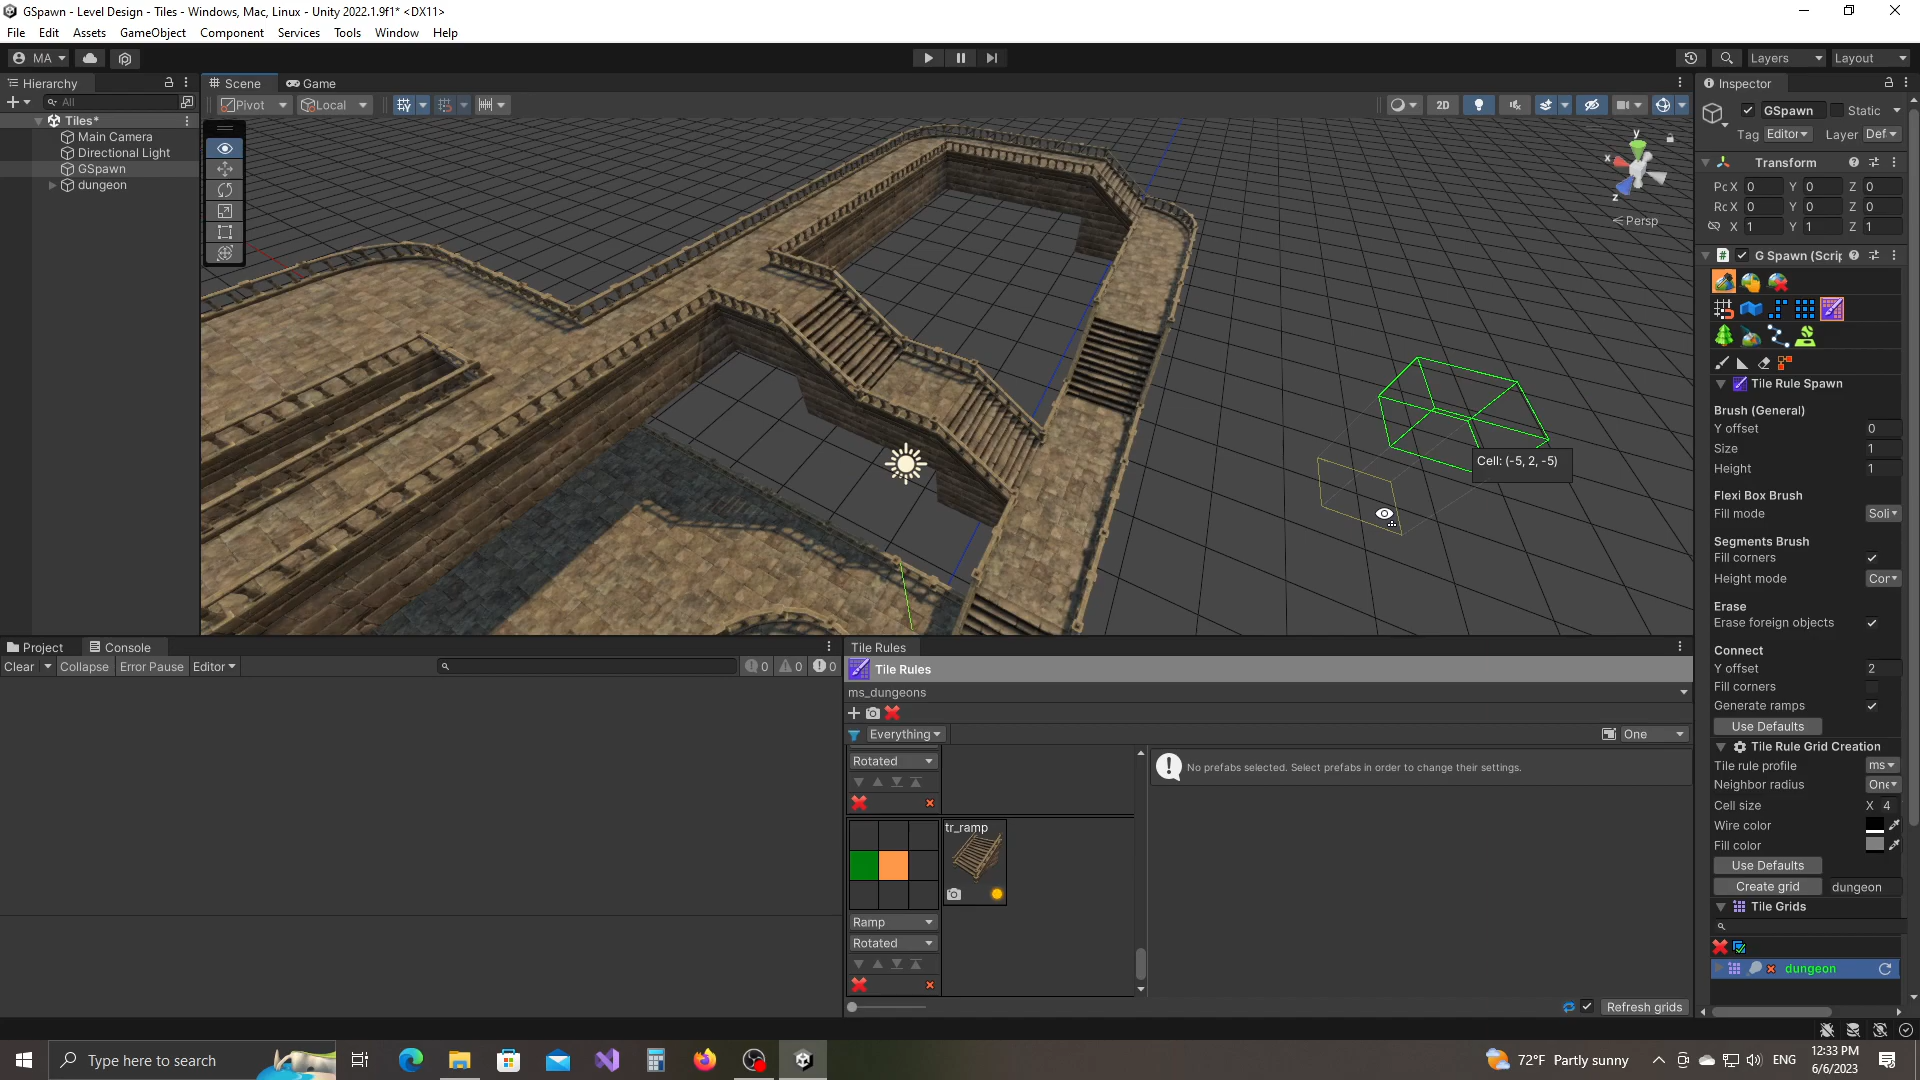 GSpawn - Level Design - Tiles - Windows, Mac, Linux - Unity 2022.1.9f1* <DX11>
File Edit Assets GameObject Component Services Tools Window Help
MA Layers Layout
Hierarchy Scene Game Inspector
All Pivot Local 2D
GSpawn Static
Tiles*
Main Camera
Directional Light
GSpawn
dungeon
Tag Editor Layer Def
Transform
X 0 Y 0 Z 0
X 0 Y 0 Z 0
X 1 Y 1 Z 1
y
x
z
Persp
G Spawn (Scrip
Tile Rule Spawn
Brush (General)
Y offset 0
Size 1
Height 1
Cell: (-5, 2, -5)
Flexi Box Brush
Fill mode Soli
Segments Brush
Fill corners
Height mode Cor
Erase
Erase foreign objects
Connect
Y offset 2
Fill corners
Generate ramps
Use Defaults
Tile Rule Grid Creation
Tile rule profile ms
Neighbor radius One
Cell size X 4
Wire color
Fill color
Use Defaults
Create grid dungeon
Tile Grids
dungeon
Project Console
Clear Collapse Error Pause Editor 0 0 0
Tile Rules
Tile Rules
ms_dungeons
Everything One
Rotated
No prefabs selected. Select prefabs in order to change their settings.
tr_ramp
Ramp
Rotated
Refresh grids
Type here to search
72°F Partly sunny
ENG
12:33 PM
6/6/2023